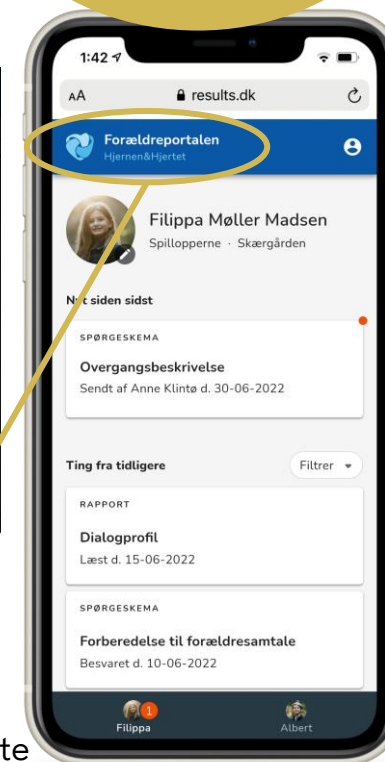 1:42
AA results.dk
Forældreportalen
Hjernen&Hjertet
Filippa Møller Madsen
Spillopperne · Skærgården
Nyt siden sidst
SPØRGESKEMA
Overgangsbeskrivelse
Sendt af Anne Klintø d. 30-06-2022
Ting fra tidligere
Filtrer
RAPPORT
Dialogprofil
Læst d. 15-06-2022
SPØRGESKEMA
Forberedelse til forældresamtale
Besvaret d. 10-06-2022
1
Filippa Albert
te